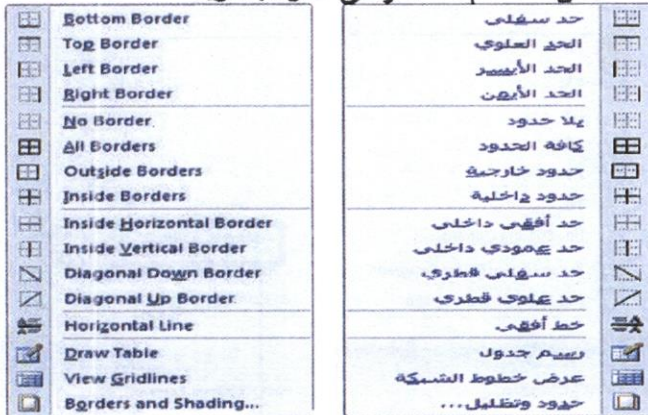 Bottom Border
Top Border
Left Border
Right Border
No Border
All Borders
Outside Borders
Inside Borders
Inside Horizontal Border
Inside Vertical Border
Diagonal Down Border
Diagonal Up Border
Horizontal Line
Draw Table
View Gridlines
Borders and Shading...
حد سفلي
الحد العلوي
الحد الأيسر
الحد الأيمن
بلا حدود
كافة الحدود
حدود خارجية
حدود داخلية
حد أفقي داخلي
حد عمودي داخلي
حد سفلي قطري
حد علوي قطري
خط أفقي
رسم جدول
عرض خطوط الشبكة
حدود وتظليل...